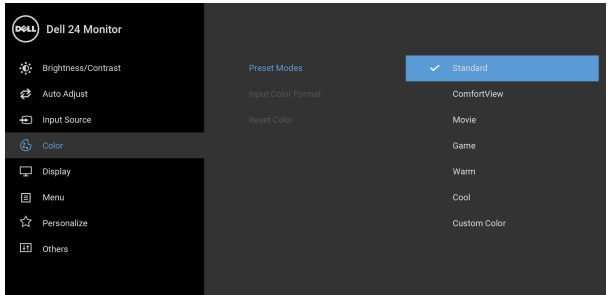 DELL Dell 24 Monitor
Brightness/Contrast
Auto Adjust
Input Source
Color
Display
Menu
Personalize
Others
Preset Modes
Input Color Format
Reset Color
Standard
ComfortView
Movie
Game
Warm
Cool
Custom Color